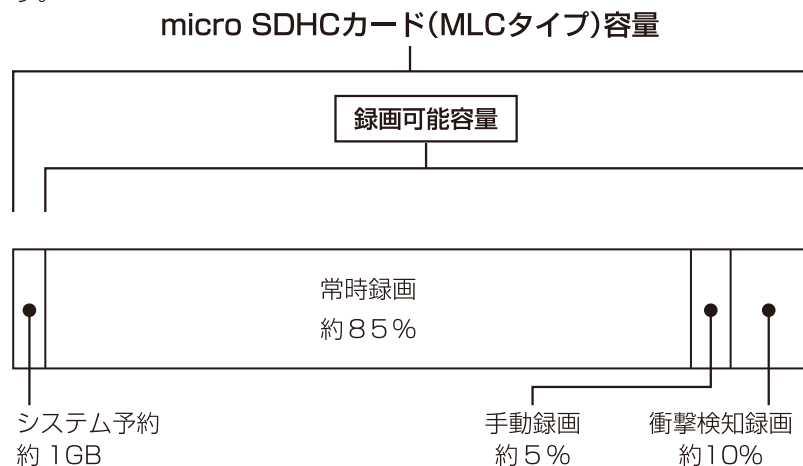 す。
micro SDHCカード(MLCタイプ)容量
録画可能容量
常時録画
約85%
システム予約
約 1GB
手動録画
約5%
衝撃検知録画
約10%